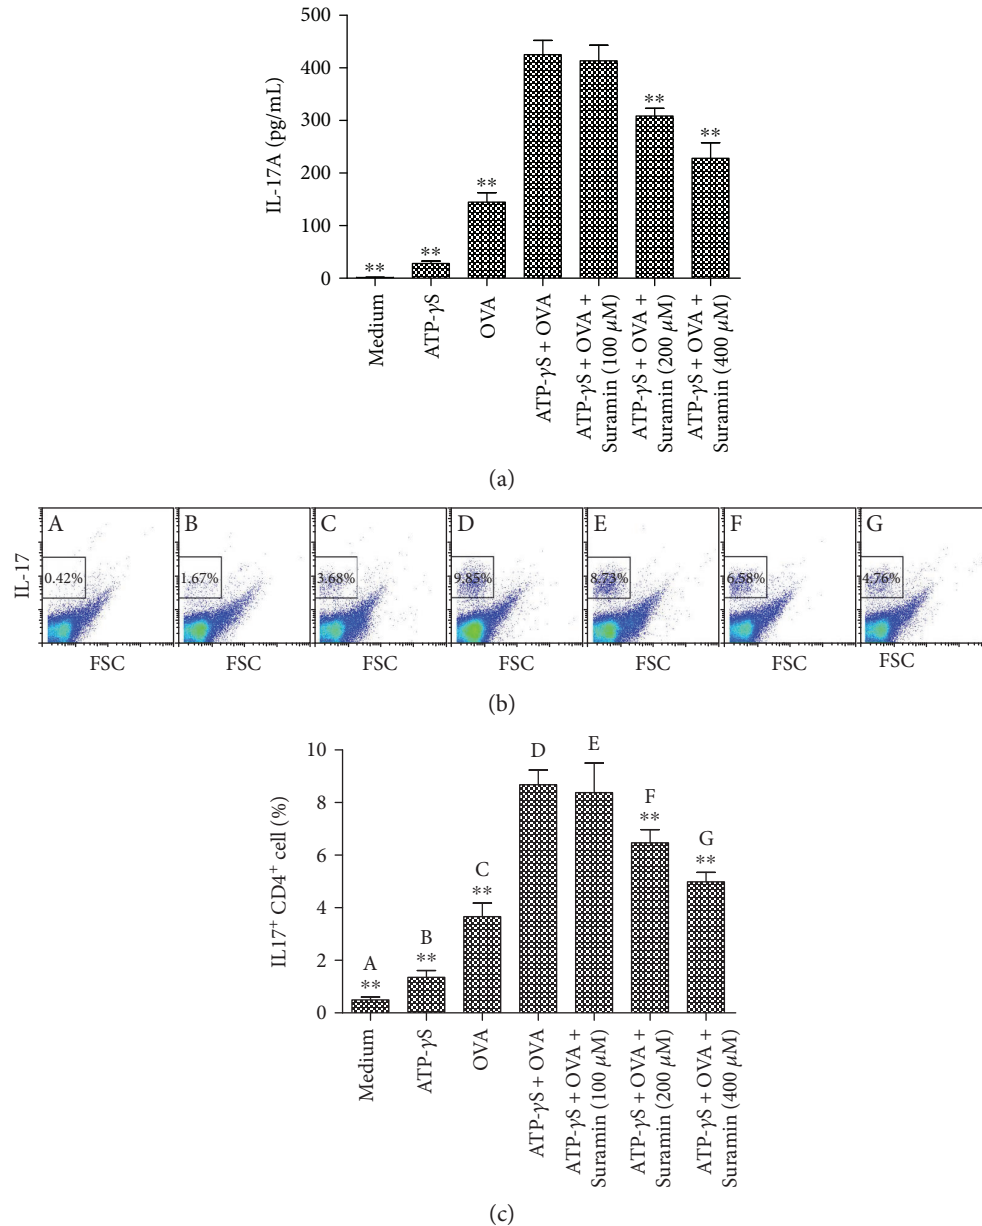 500
400
300
200
100
0
IL-17A (pg/mL)
**
**
**
**
**
Medium
ATP-γS
OVA
ATP-γS + OVA
ATP-γS + OVA +
Suramin (100 μM)
ATP-γS + OVA +
Suramin (200 μM)
ATP-γS + OVA +
Suramin (400 μM)
(a)
IL-17
A
0.42%
FSC
B
1.67%
FSC
C
3.68%
FSC
D
9.85%
FSC
E
8.73%
FSC
F
6.58%
FSC
G
4.76%
FSC
(b)
10
8
6
4
2
0
IL17⁺ CD4⁺ cell (%)
A
**
B
**
C
**
D
E
F
**
G
**
Medium
ATP-γS
OVA
ATP-γS + OVA
ATP-γS + OVA +
Suramin (100 μM)
ATP-γS + OVA +
Suramin (200 μM)
ATP-γS + OVA +
Suramin (400 μM)
(c)